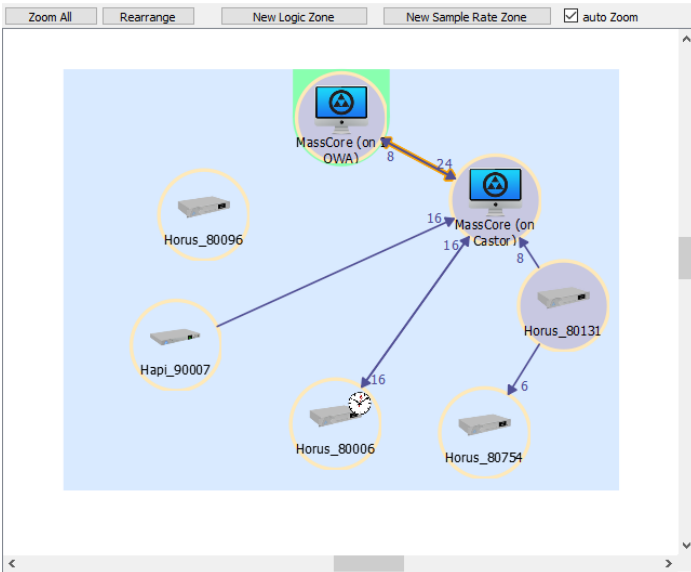 Zoom All
Rearrange
New Logic Zone
New Sample Rate Zone
auto Zoom
MassCore (on
OWA)
8
24
MassCore (on
Castor)
16
16
8
Horus_80096
Horus_80131
Hapi_90007
16
6
Horus_80006
Horus_80754